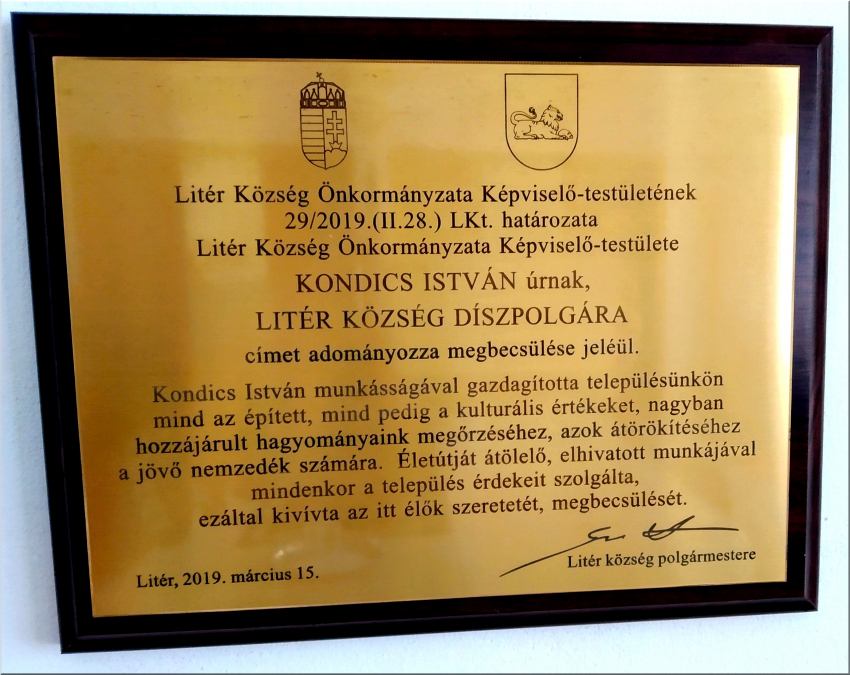 Litér Község Önkormányzata Képviselő-testületének
29/2019.(II.28.) LKt. határozata
Litér Község Önkormányzata Képviselő-testülete
KONDICS ISTVÁN úrnak,
LITÉR KÖZSÉG DÍSZPOLGÁRA
címet adományozza megbecsülése jeléül.
Kondics István munkásságával gazdagította településünkön
mind az épített, mind pedig a kulturális értékeket, nagyban
hozzájárult hagyományaink megőrzéséhez, azok átörökítéséhez
a jövő nemzedék számára. Életútját átölelő, elhivatott munkájával
mindenkor a település érdekeit szolgálta,
ezáltal kivívta az itt élők szeretetét, megbecsülését.
Litér, 2019. március 15.
Litér község polgármestere